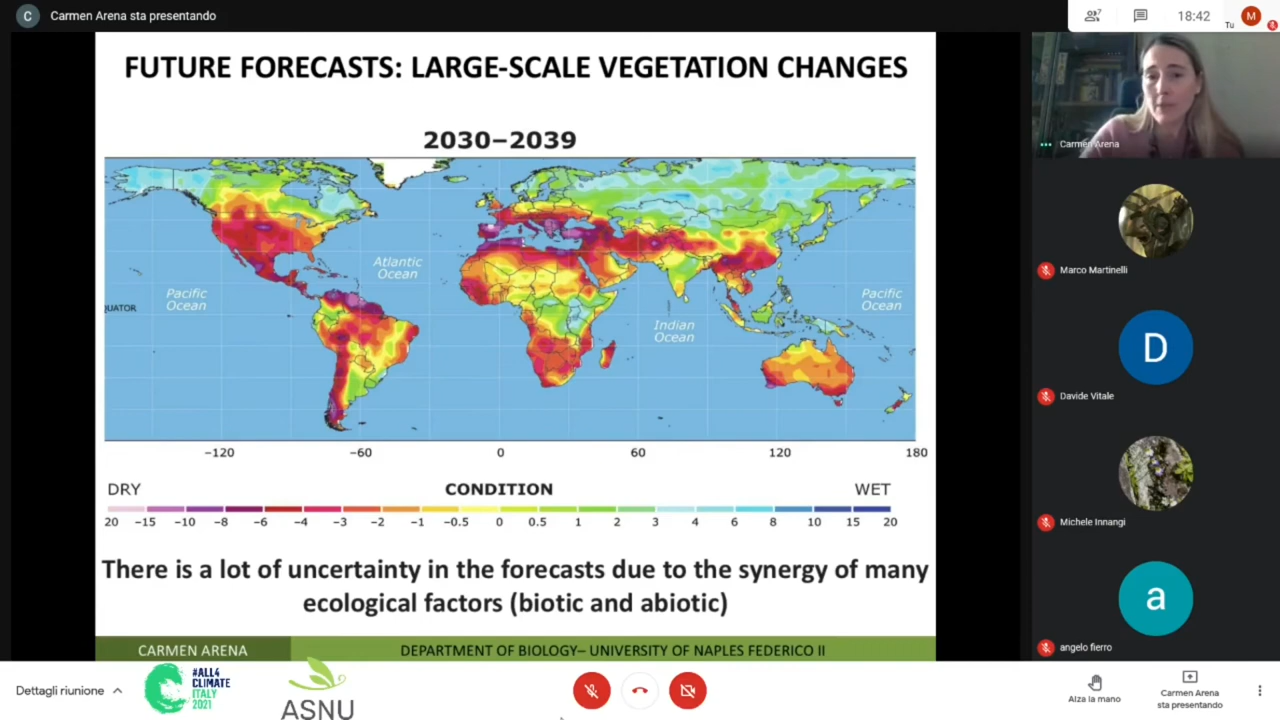 C Carmen Arena sta presentando
7
18:42
M
Tu
FUTURE FORECASTS: LARGE-SCALE VEGETATION CHANGES
2030–2039
Atlantic
Ocean
Pacific
Ocean
QUATOR
Indian
Ocean
Pacific
Ocean
−120 −60 0 60 120 180
DRY CONDITION WET
20 −15 −10 −8 −6 −4 −3 −2 −1 −0.5 0 0.5 1 2 3 4 6 8 10 15 20
There is a lot of uncertainty in the forecasts due to the synergy of many
ecological factors (biotic and abiotic)
CARMEN ARENA
DEPARTMENT OF BIOLOGY– UNIVERSITY OF NAPLES FEDERICO II
Carmen Arena
Marco Martinelli
D
Davide Vitale
Michele Innangi
a
angelo fierro
Dettagli riunione
#ALL4
CLIMATE
ITALY
2021
ASNU
Alza la mano
Carmen Arena
sta presentando